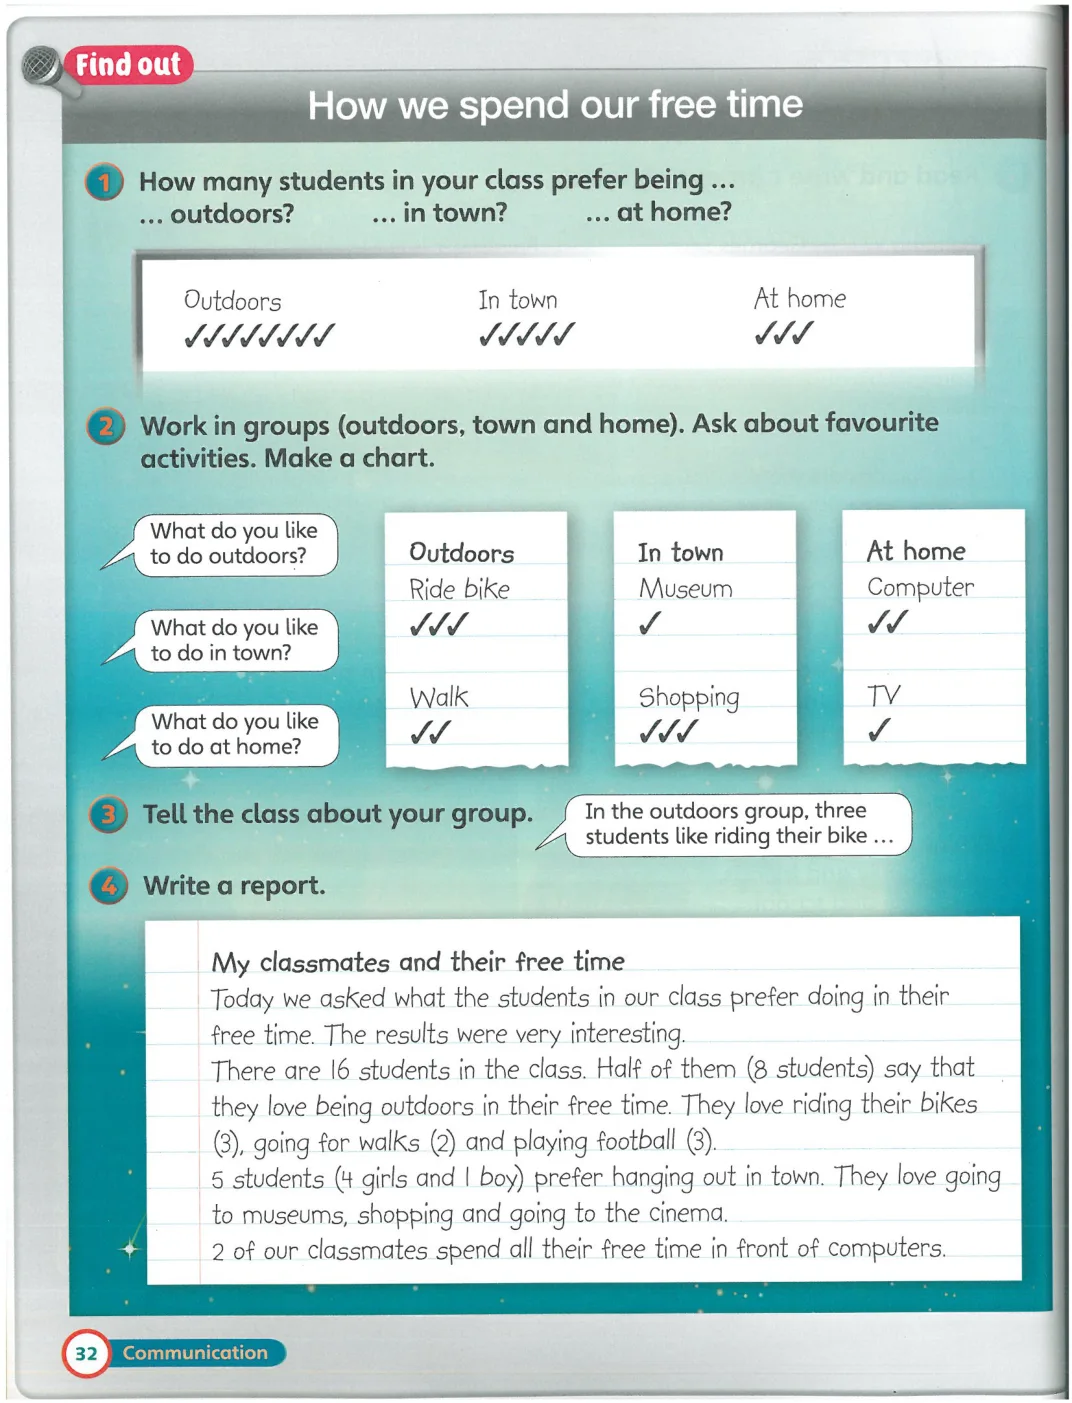 Find out
How we spend our free time
1 How many students in your class prefer being ...
... outdoors? ... in town? ... at home?
Outdoors In town At home
✓✓✓✓✓✓✓✓ ✓✓✓✓✓ ✓✓✓
2 Work in groups (outdoors, town and home). Ask about favourite
activities. Make a chart.
What do you like
to do outdoors?
What do you like
to do in town?
What do you like
to do at home?
Outdoors
Ride bike
✓✓✓
Walk
✓✓
In town
Museum
✓
Shopping
✓✓✓
At home
Computer
✓✓
TV
✓
3 Tell the class about your group.
In the outdoors group, three
students like riding their bike ...
4 Write a report.
My classmates and their free time
Today we asked what the students in our class prefer doing in their
free time. The results were very interesting.
There are 16 students in the class. Half of them (8 students) say that
they love being outdoors in their free time. They love riding their bikes
(3), going for walks (2) and playing football (3).
5 students (4 girls and 1 boy) prefer hanging out in town. They love going
to museums, shopping and going to the cinema.
2 of our classmates spend all their free time in front of computers.
32 Communication